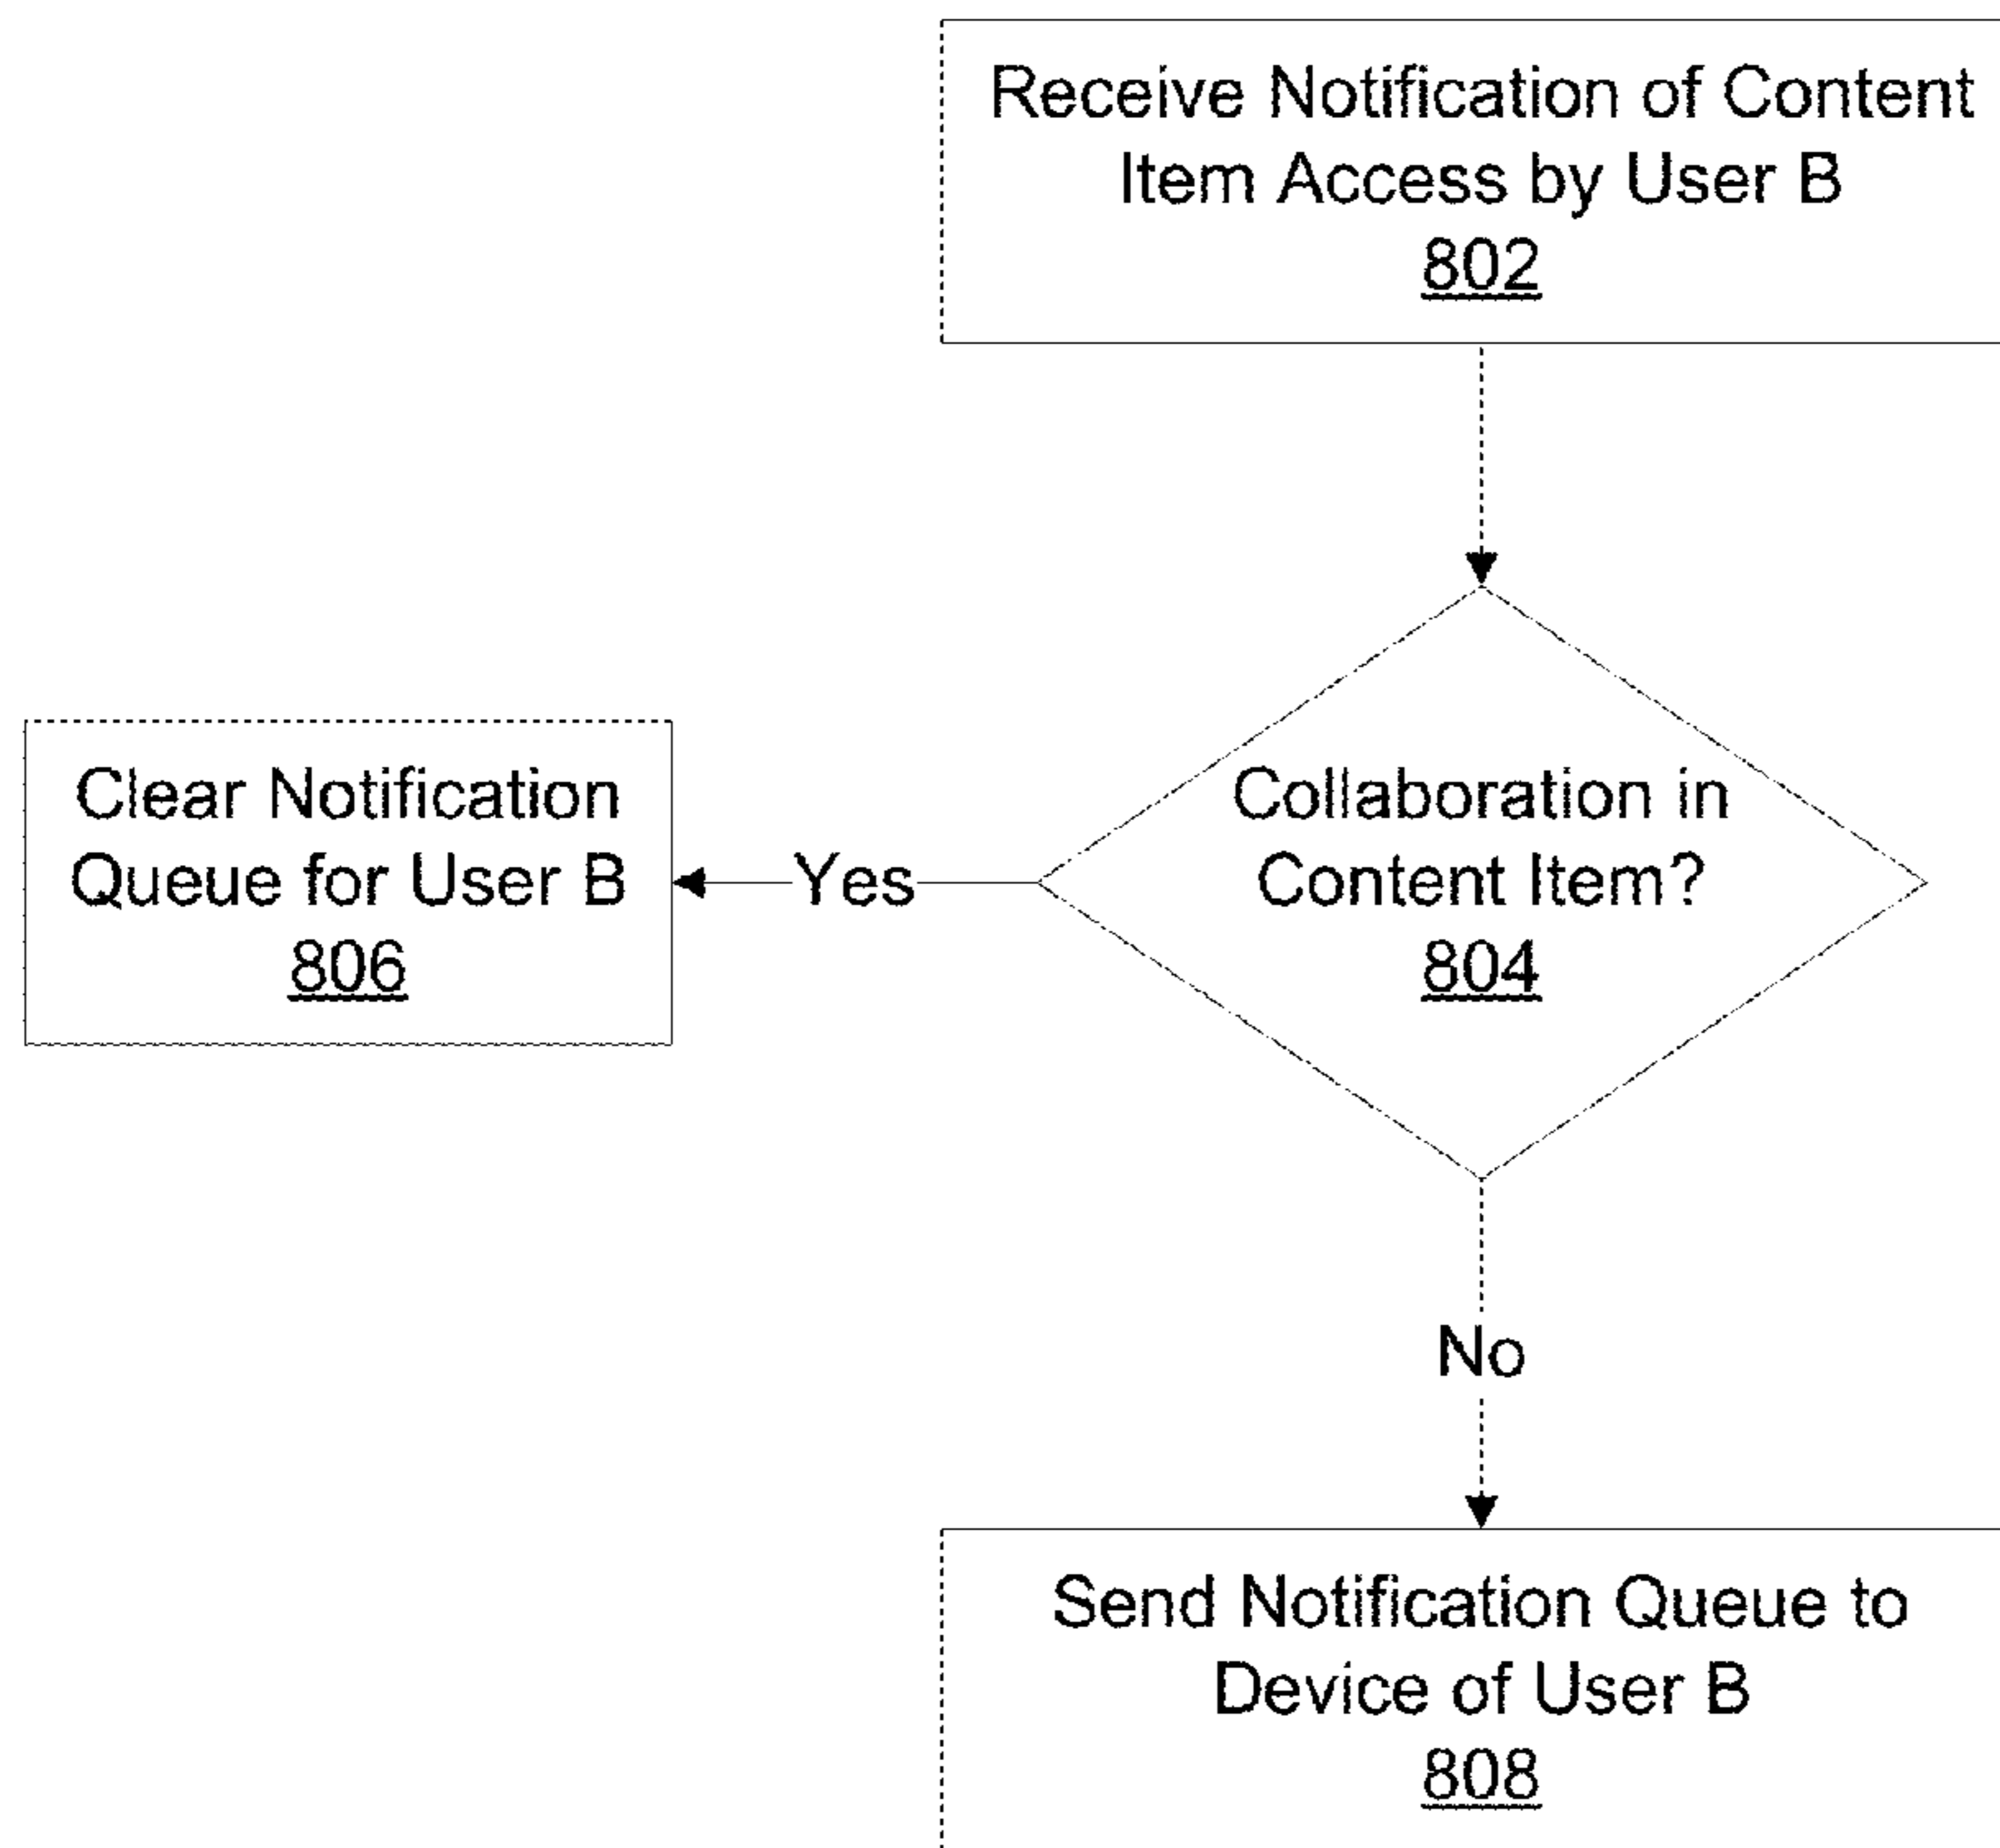 Receive Notification of Content
Item Access by User B
802
Collaboration in
Content Item?
804
Yes
Clear Notification
Queue for User B
806
No
Send Notification Queue to
Device of User B
808